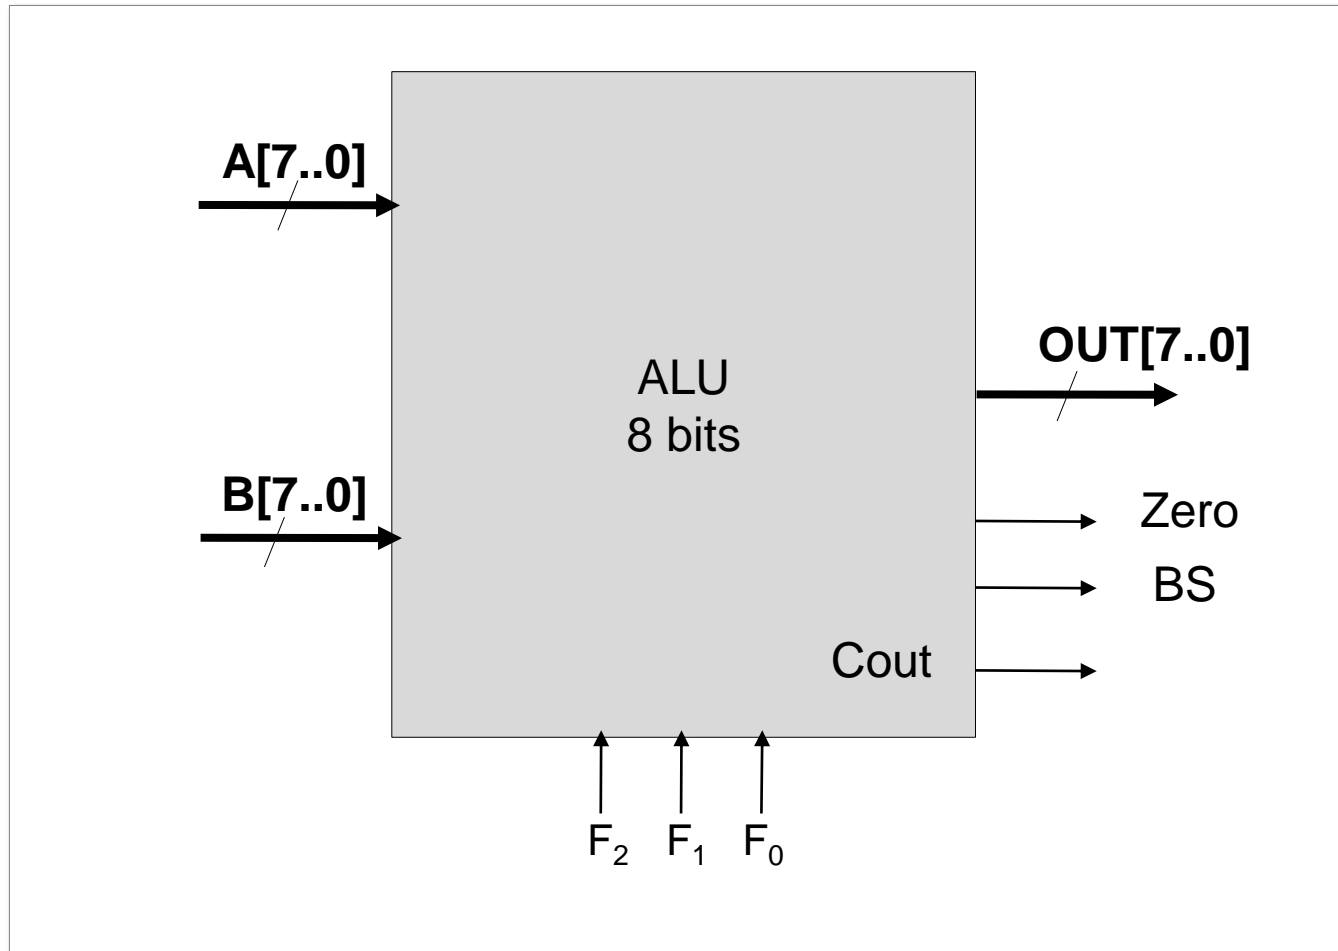 A[7..0]
OUT[7..0]
ALU
8 bits
B[7..0]
Zero
BS
Cout
F₂ F₁ F₀